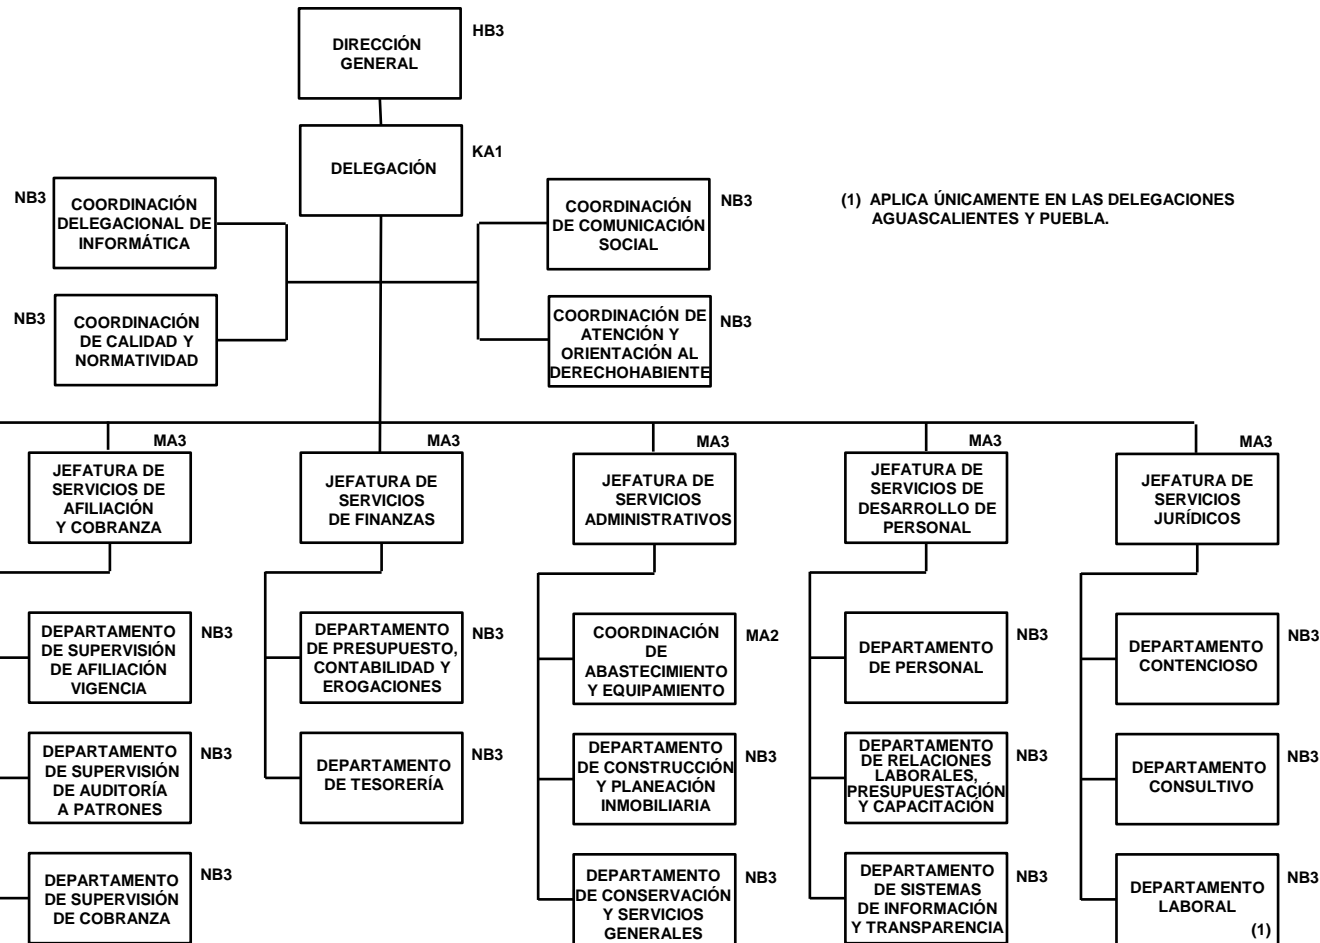 HB3
DIRECCIÓN
GENERAL
KA1
DELEGACIÓN
NB3
COORDINACIÓN
DELEGACIONAL DE
INFORMÁTICA
COORDINACIÓN
DE COMUNICACIÓN
SOCIAL
NB3
(1) APLICA ÚNICAMENTE EN LAS DELEGACIONES
AGUASCALIENTES Y PUEBLA.
NB3
COORDINACIÓN
DE CALIDAD Y
NORMATIVIDAD
COORDINACIÓN DE
ATENCIÓN Y
ORIENTACIÓN AL
DERECHOHABIENTE
NB3
MA3
JEFATURA DE
SERVICIOS DE
AFILIACIÓN
Y COBRANZA
MA3
JEFATURA DE
SERVICIOS
DE FINANZAS
MA3
JEFATURA DE
SERVICIOS
ADMINISTRATIVOS
MA3
JEFATURA DE
SERVICIOS DE
DESARROLLO DE
PERSONAL
MA3
JEFATURA DE
SERVICIOS
JURÍDICOS
DEPARTAMENTO
DE SUPERVISIÓN
DE AFILIACIÓN
VIGENCIA
NB3
DEPARTAMENTO
DE PRESUPUESTO,
CONTABILIDAD Y
EROGACIONES
NB3
COORDINACIÓN
DE
ABASTECIMIENTO
Y EQUIPAMIENTO
MA2
DEPARTAMENTO
DE PERSONAL
NB3
DEPARTAMENTO
CONTENCIOSO
NB3
DEPARTAMENTO
DE SUPERVISIÓN
DE AUDITORÍA
A PATRONES
NB3
DEPARTAMENTO
DE TESORERÍA
NB3
DEPARTAMENTO
DE CONSTRUCCIÓN
Y PLANEACIÓN
INMOBILIARIA
NB3
DEPARTAMENTO
DE RELACIONES
LABORALES,
PRESUPUESTACIÓN
Y CAPACITACIÓN
NB3
DEPARTAMENTO
CONSULTIVO
NB3
DEPARTAMENTO
DE SUPERVISIÓN
DE COBRANZA
NB3
DEPARTAMENTO
DE CONSERVACIÓN
Y SERVICIOS
GENERALES
NB3
DEPARTAMENTO
DE SISTEMAS
DE INFORMACIÓN
Y TRANSPARENCIA
NB3
DEPARTAMENTO
LABORAL
(1)
NB3